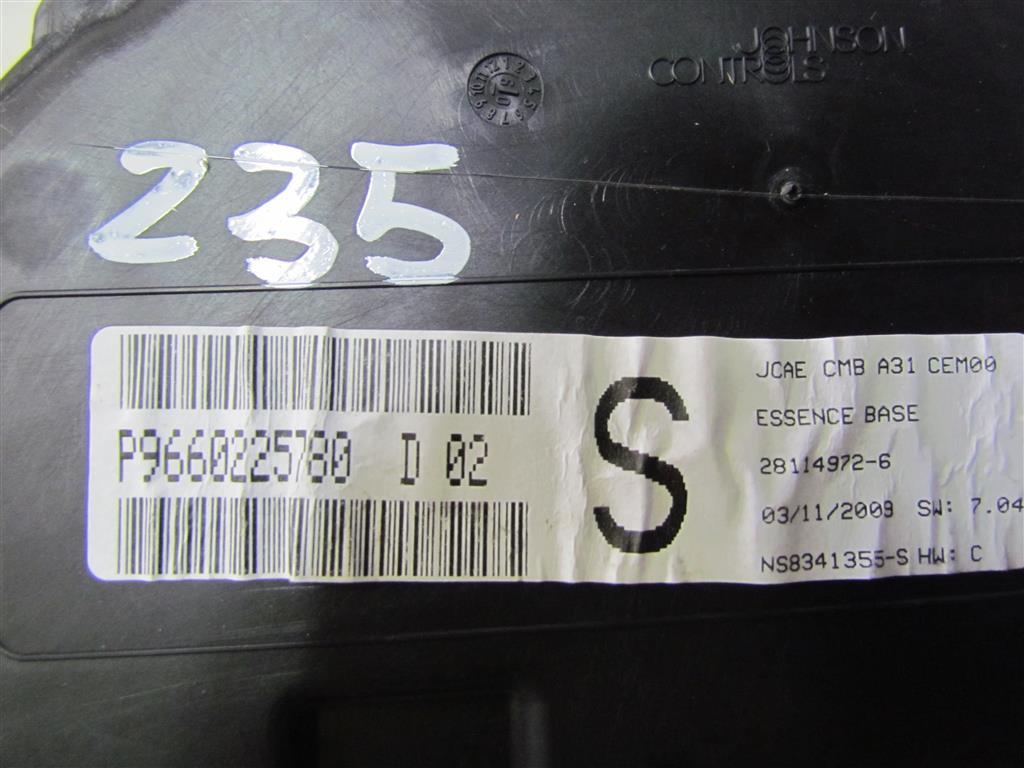 JOHNSON
CONTROLS
235
JCAE CMB A31 CEM00
ESSENCE BASE
P9660225780 D 02
S
28114972-6
03/11/2009 SW: 7.04
NS8341355-S HW: C